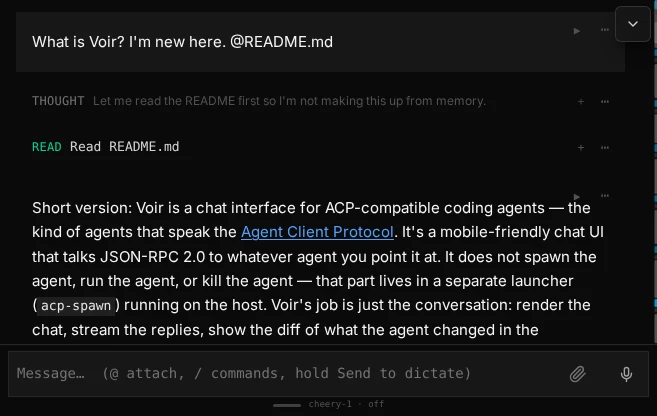 What is Voir? I'm new here. @README.md
THOUGHT Let me read the README first so I'm not making this up from memory.
READ Read README.md
Short version: Voir is a chat interface for ACP-compatible coding agents — the
kind of agents that speak the Agent Client Protocol. It's a mobile-friendly chat UI
that talks JSON-RPC 2.0 to whatever agent you point it at. It does not spawn the
agent, run the agent, or kill the agent — that part lives in a separate launcher
(acp-spawn) running on the host. Voir's job is just the conversation: render the
chat, stream the replies, show the diff of what the agent changed in the
Message… (@ attach, / commands, hold Send to dictate)
cheery-1 · off